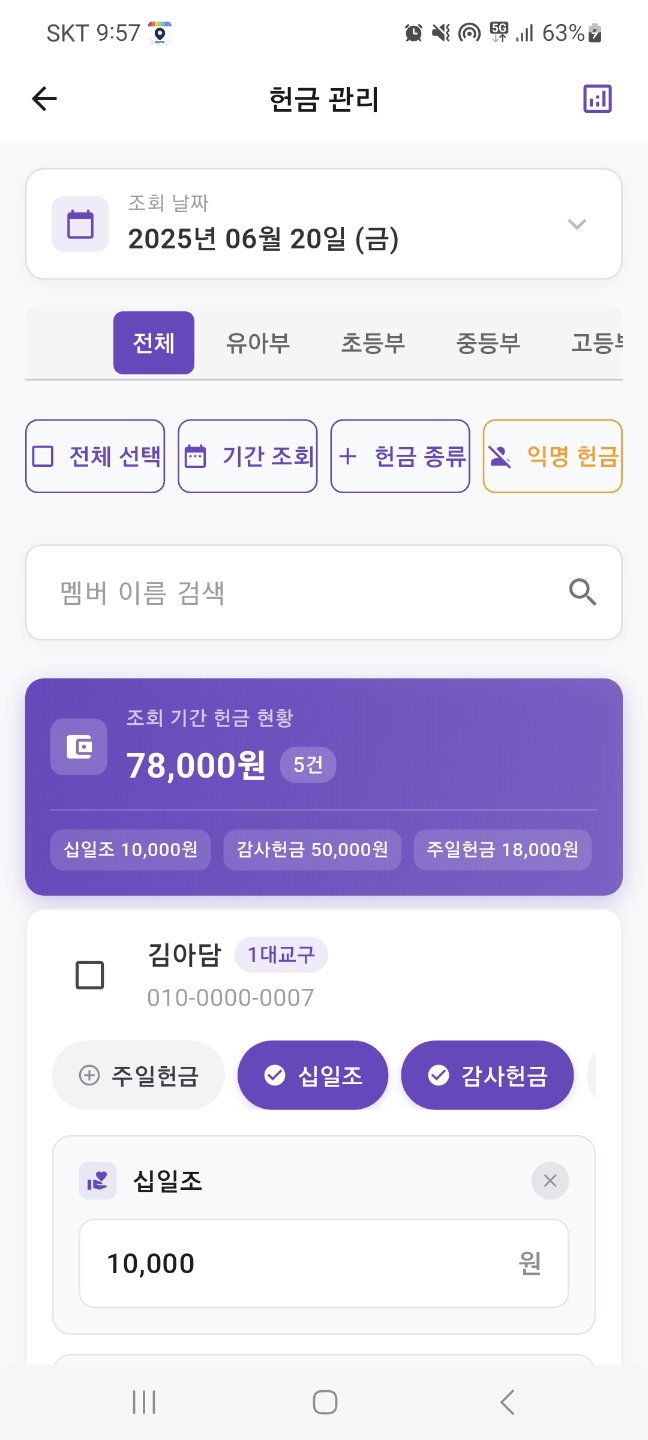 SKT 9:57
5G
63%
헌금 관리
조회 날짜
2025년 06월 20일 (금)
전체 유아부 초등부 중등부 고등부
전체 선택 기간 조회 헌금 종류 익명 헌금
멤버 이름 검색
조회 기간 헌금 현황
78,000원 5건
십일조 10,000원 감사헌금 50,000원 주일헌금 18,000원
김아담 1대교구
010-0000-0007
주일헌금 십일조 감사헌금
십일조
10,000 원